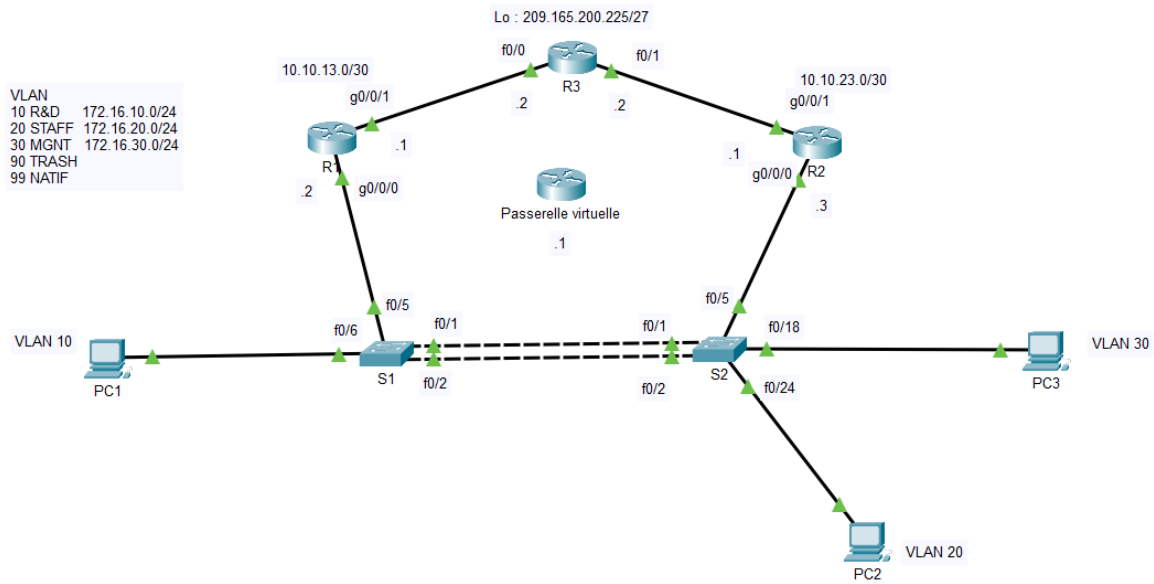 Lo : 209.165.200.225/27
f0/0
f0/1
R3
.2
.2
10.10.13.0/30
10.10.23.0/30
g0/0/1
g0/0/1
VLAN
10 R&D 172.16.10.0/24
20 STAFF 172.16.20.0/24
30 MGNT 172.16.30.0/24
90 TRASH
99 NATIF
R1
.1
.1
R2
.2
g0/0/0
g0/0/0
.3
Passerelle virtuelle
.1
f0/5
f0/5
VLAN 10
f0/6
f0/1
f0/1
f0/18
VLAN 30
PC1
S1
f0/2
f0/2
S2
f0/24
PC3
VLAN 20
PC2